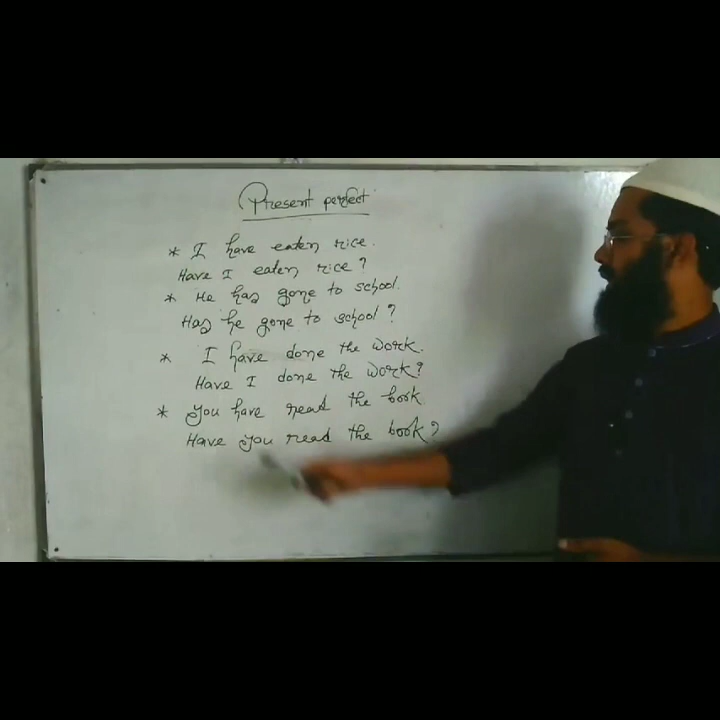 Present perfect
* I have eaten rice.
Have I eaten rice?
* He has gone to school.
Has he gone to school?
* I have done the work.
Have I done the work?
* You have read the book.
Have you read the book?